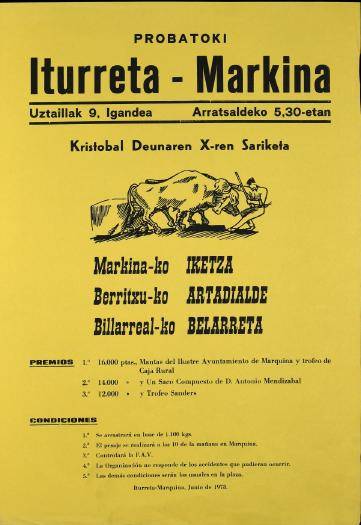 PROBATOKI
Iturreta - Markina
Uztaillak 9, Igandea Arratsaldeko 5,30-etan
Kristobal Deunaren X-ren Sariketa
Markina-ko IKETZA
Berritxu-ko ARTADIALDE
Billarreal-ko BELARRETA
PREMIOS 1.º 16.000 ptas., Mantas del Ilustre Ayuntamiento de Marquina y trofeo de
Caja Rural
2.º 14.000 » y Un Saco Compuesto de D. Antonio Mendizabal
3.º 12.000 » y Trofeo Sanders
CONDICIONES
1.º Se arrastrará en base de 1.100 kgs.
2.º El pesaje se realizará a las 10 de la mañana en Marquina.
3.º Controlará la F.A.V.
4.º La Organización no responde de los accidentes que pudieran ocurrir.
5.º Las demás condiciones serán las usuales en la plaza.
Iturreta-Marquina, Junio de 1978.